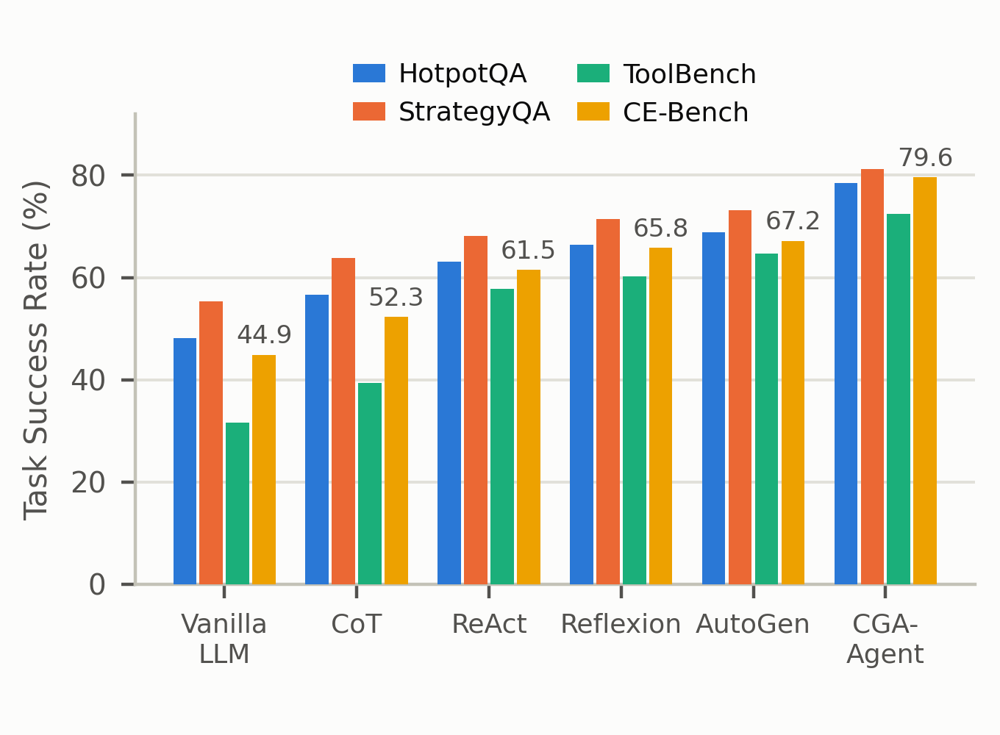 HotpotQA
StrategyQA
ToolBench
CE-Bench
Task Success Rate (%)
80
60
40
20
0
44.9
52.3
61.5
65.8
67.2
79.6
Vanilla
LLM
CoT
ReAct
Reflexion
AutoGen
CGA-
Agent